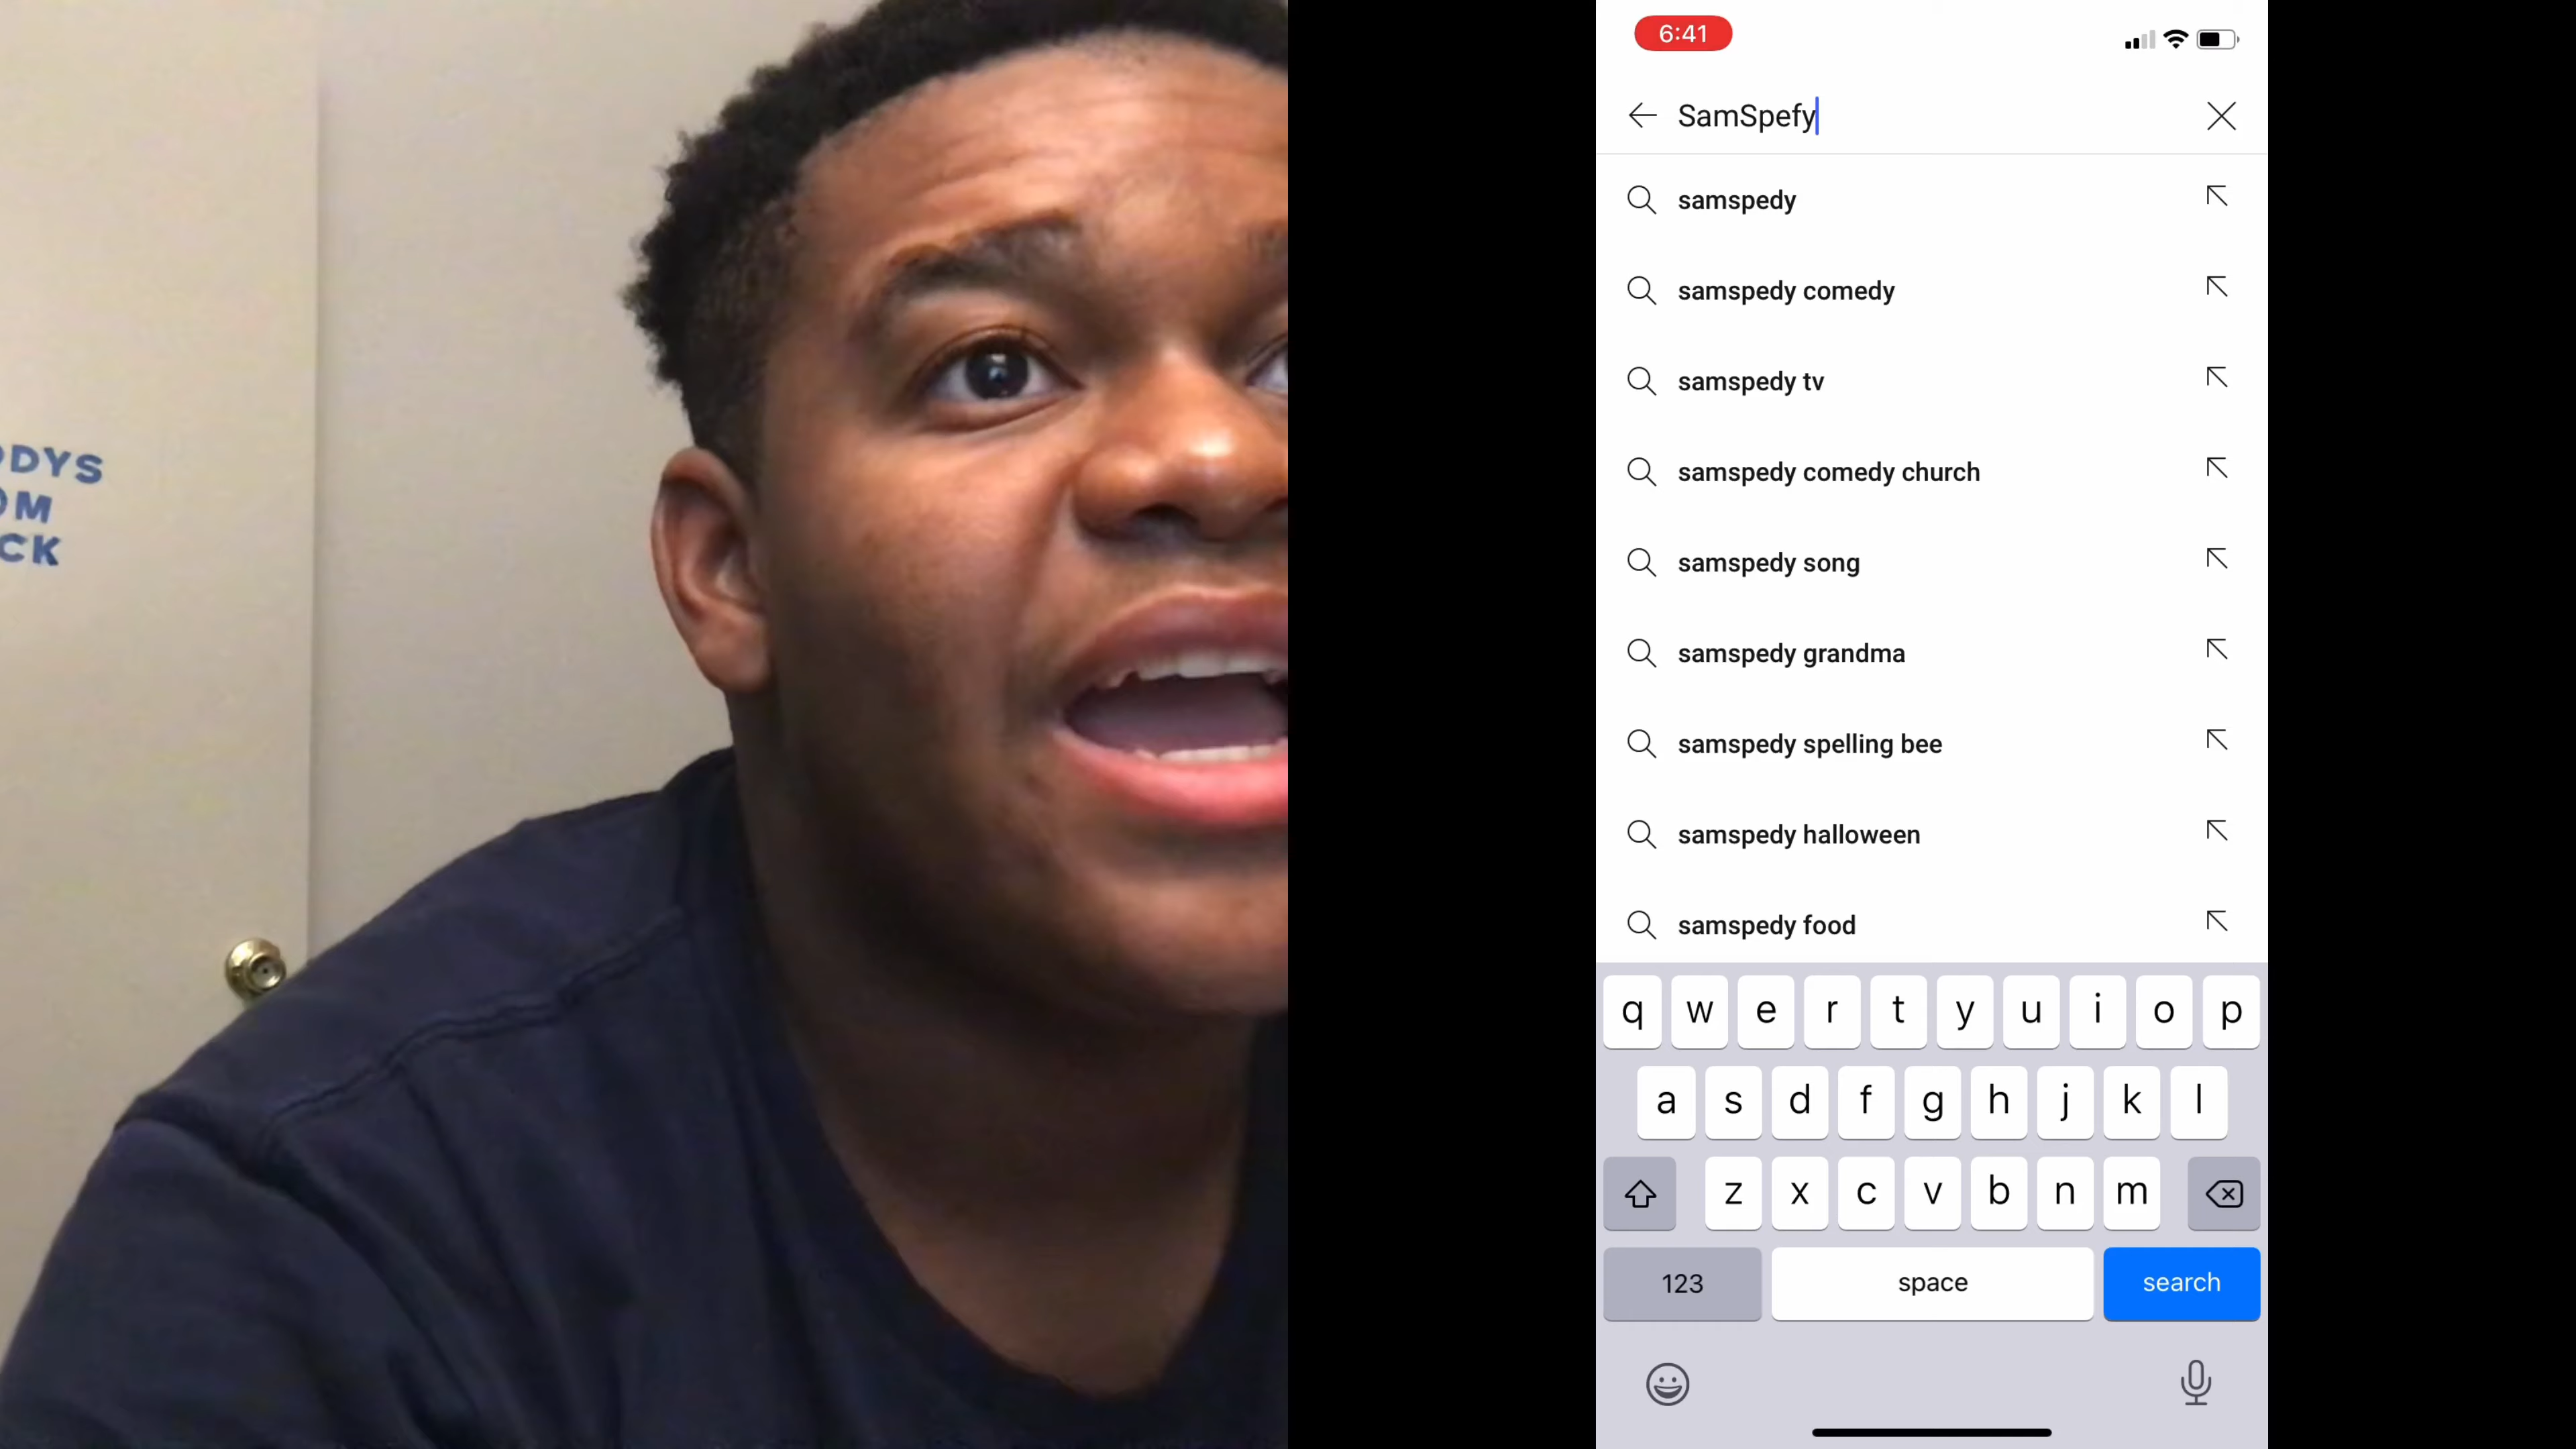 DYS
OM
CK
6:41
SamSpefy
samspedy
samspedy comedy
samspedy tv
samspedy comedy church
samspedy song
samspedy grandma
samspedy spelling bee
samspedy halloween
samspedy food
q w e r t y u i o p
a s d f g h j k l
z x c v b n m
123 space search